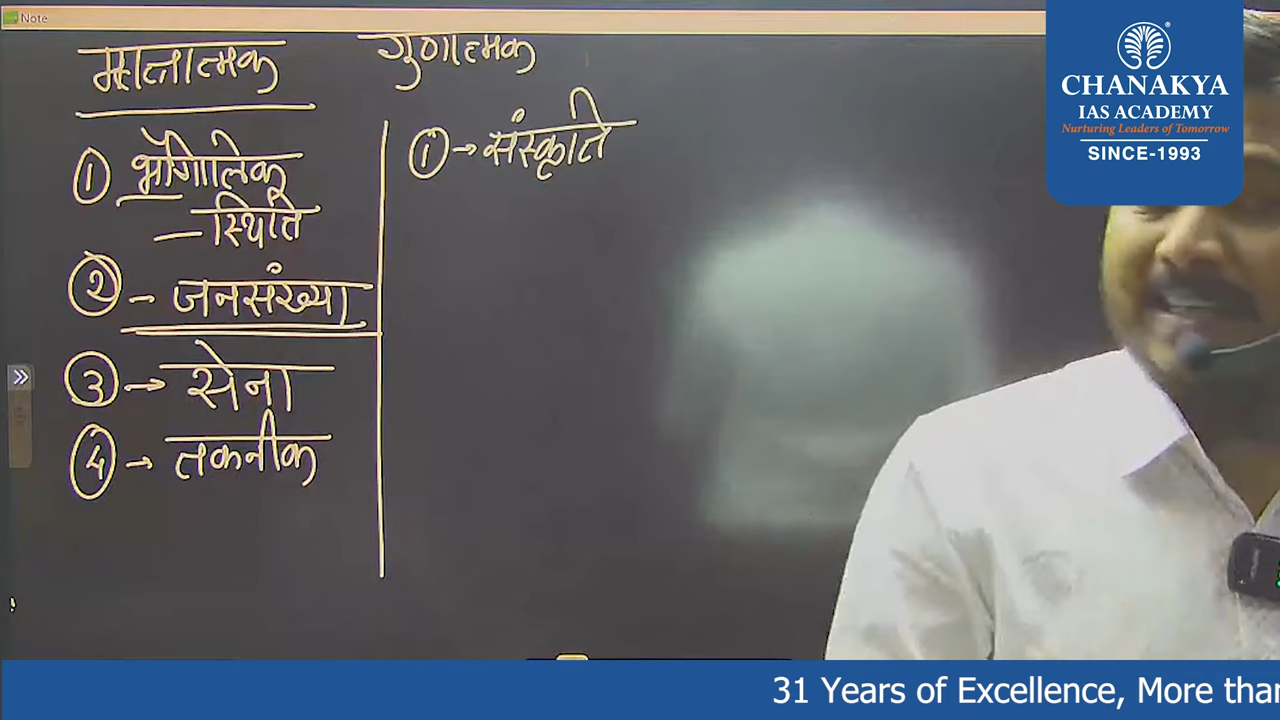 Note
मात्रात्मक
गुणात्मक
① भौगोलिक
– स्थिति
② – जनसंख्या
③ → सेना
④ → तकनीक
① → संस्कृति
CHANAKYA
IAS ACADEMY
Nurturing Leaders of Tomorrow
SINCE-1993
31 Years of Excellence, More than